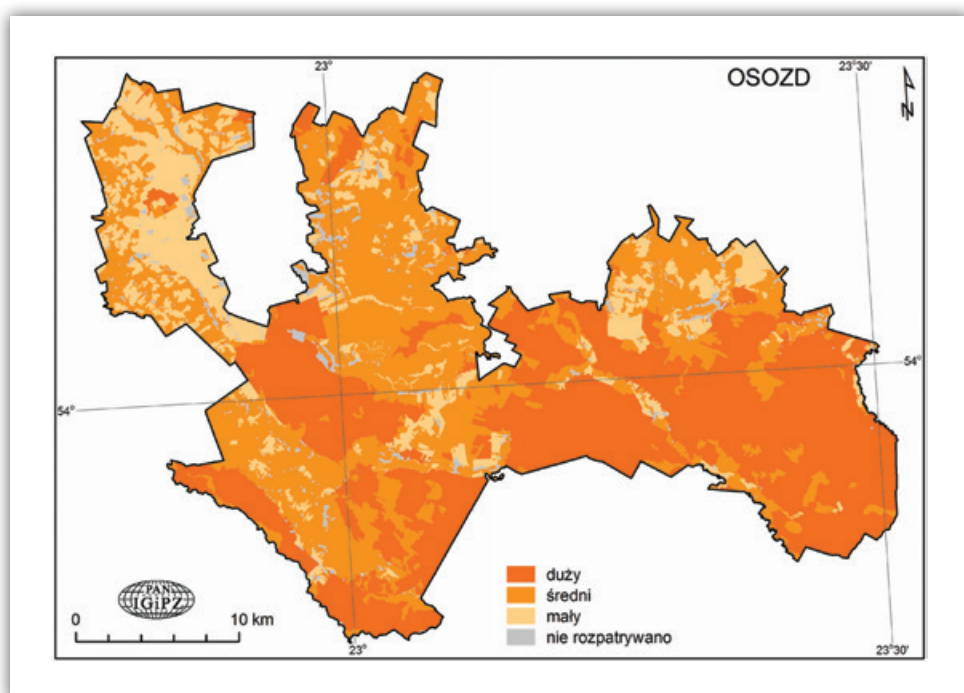 23°
OSOZD
23°30'
N
54°
54°
PAN
IGiPZ
0 10 km
duży
średni
mały
nie rozpatrywano
23°
23°30'